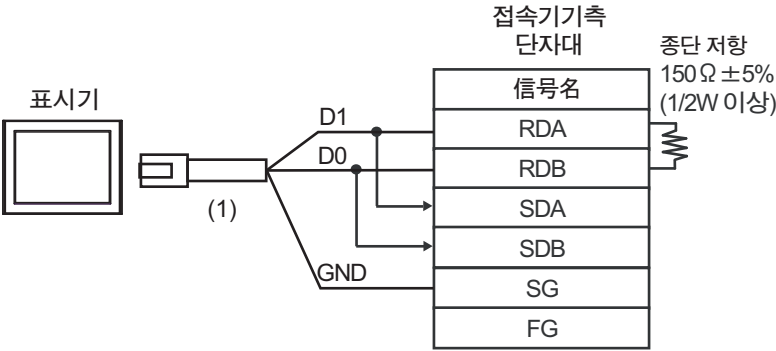 접속기기측
단자대
종단 저항
150Ω±5%
(1/2W 이상)
표시기
信号名
D1
RDA
D0
RDB
(1)
SDA
SDB
GND
SG
FG